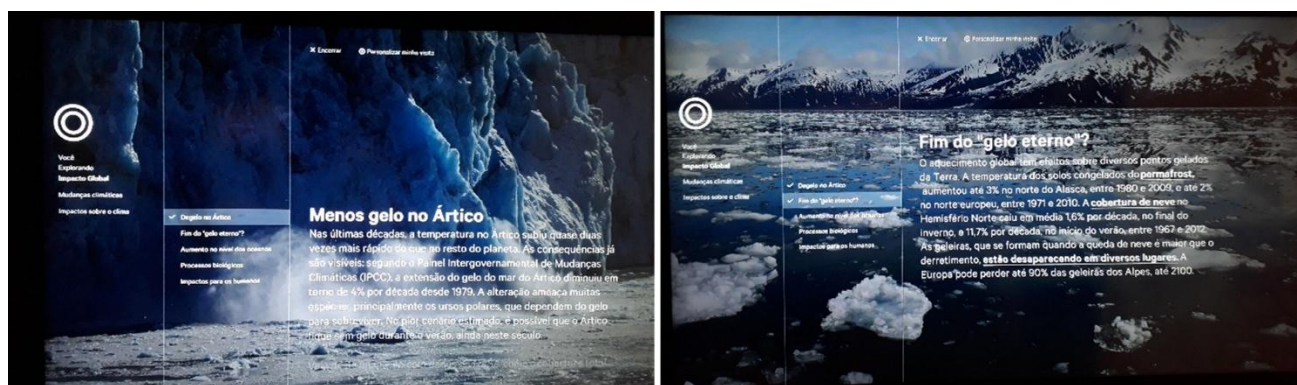 ✕ Encerrar
Personalizar minha visita
Você
Explorando
Impacto Global
Mudanças climáticas
Impactos sobre o clima
✓ Degelo no Ártico
Fim do "gelo eterno"?
Aumento no nível dos oceanos
Processos biológicos
Impactos para os humanos
Menos gelo no Ártico
Nas últimas décadas, a temperatura no Ártico subiu quase duas
vezes mais rápido do que no resto do planeta. As consequências já
são visíveis: segundo o Painel Intergovernamental de Mudanças
Climáticas (IPCC), a extensão do gelo do mar do Ártico diminuiu em
torno de 4% por década desde 1979. A alteração ameaça muitas
espécies, principalmente os ursos polares, que dependem do gelo
para sobreviver. No pior cenário estimado, é possível que o Ártico
fique sem gelo durante o verão, ainda neste século.
✕ Encerrar
Personalizar minha visita
Você
Explorando
Impacto Global
Mudanças climáticas
Impactos sobre o clima
✓ Degelo no Ártico
✓ Fim do "gelo eterno"?
Aumento no nível dos oceanos
Processos biológicos
Impactos para os humanos
Fim do "gelo eterno"?
O aquecimento global tem efeitos sobre diversos pontos gelados
da Terra. A temperatura dos solos congelados do permafrost,
aumentou até 3% no norte do Alasca, entre 1980 e 2009, e até 2%
no norte europeu, entre 1971 e 2010. A cobertura de neve no
Hemisfério Norte caiu em média 1,6% por década, no final do
inverno, e 11,7% por década, no início do verão, entre 1967 e 2012.
As geleiras, que se formam quando a queda de neve é maior que o
derretimento, estão desaparecendo em diversos lugares. A
Europa pode perder até 90% das geleiras dos Alpes, até 2100.